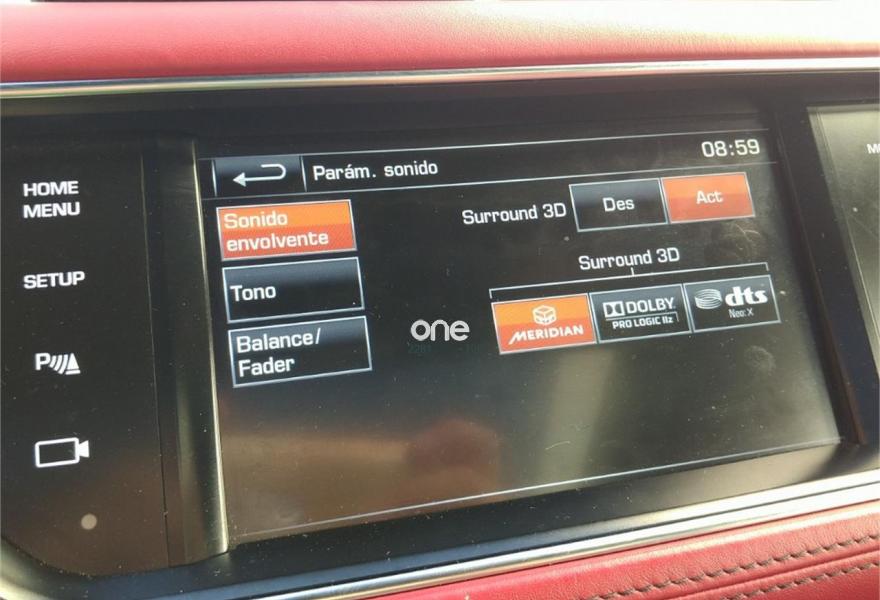 HOME
MENU
SETUP
P
Parám. sonido
08:59
Sonido
envolvente
Tono
Balance/
Fader
Surround 3D
Des
Act
Surround 3D
MERIDIAN
DOLBY
PRO LOGIC IIz
dts
Neo:X
one
2281